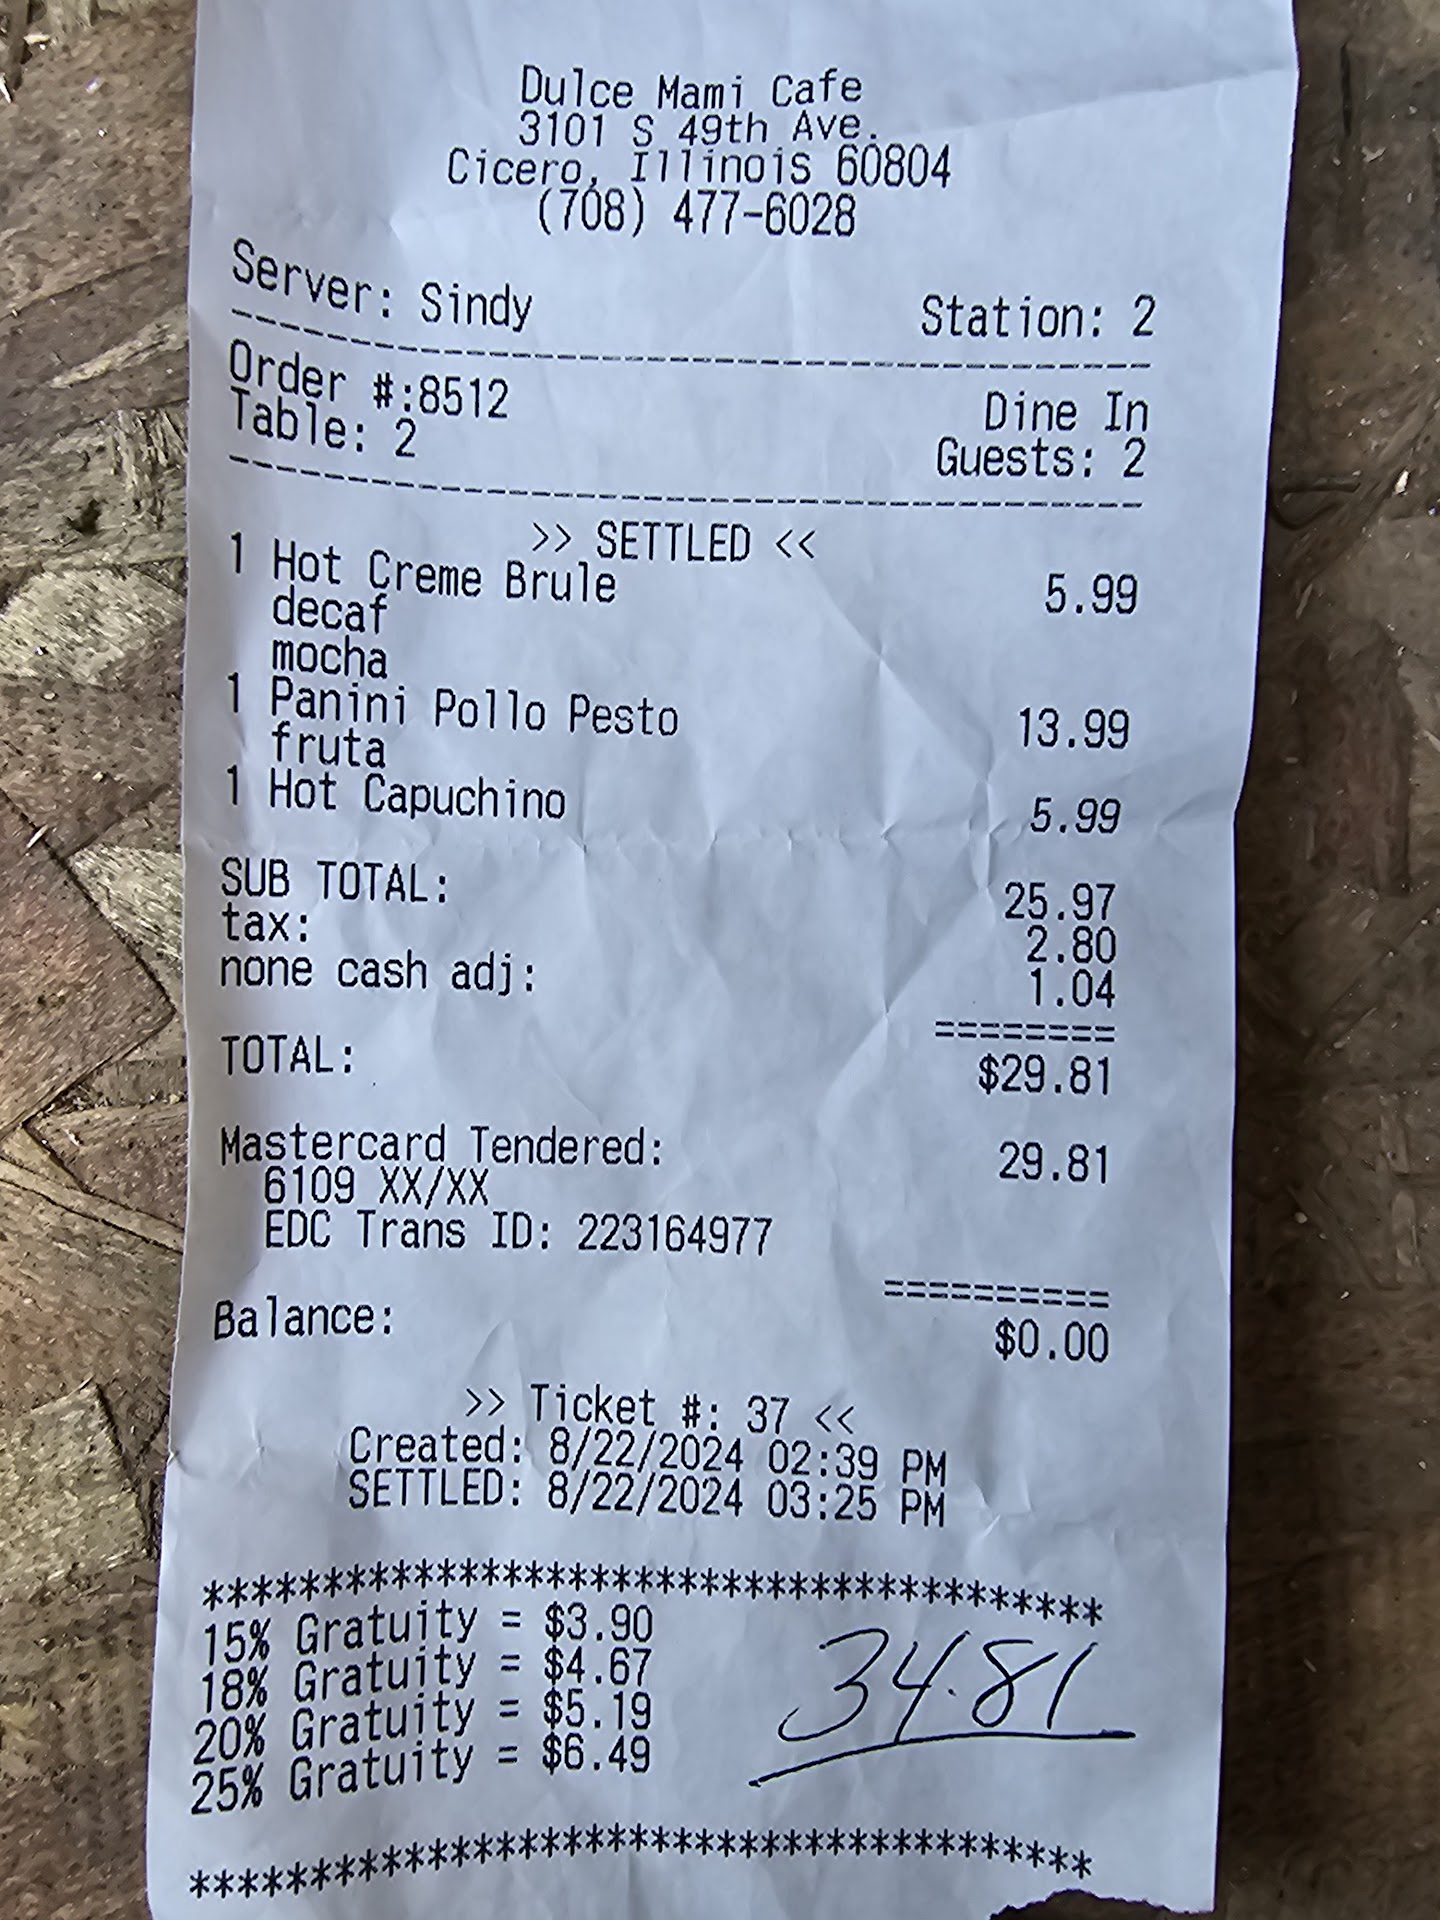 Dulce Mami Cafe
3101 S 49th Ave.
Cicero, Illinois 60804
(708) 477-6028
Server: Sindy Station: 2
--------------------------------------------------
Order #:8512 Dine In
Table: 2 Guests: 2
--------------------------------------------------
>> SETTLED <<
1 Hot Creme Brule 5.99
decaf
mocha
1 Panini Pollo Pesto 13.99
fruta
1 Hot Capuchino 5.99
SUB TOTAL: 25.97
tax: 2.80
none cash adj: 1.04
========
TOTAL: $29.81
Mastercard Tendered: 29.81
6109 XX/XX
EDC Trans ID: 223164977
==========
Balance: $0.00
>> Ticket #: 37 <<
Created: 8/22/2024 02:39 PM
SETTLED: 8/22/2024 03:25 PM
****************************************
15% Gratuity = $3.90
18% Gratuity = $4.67
20% Gratuity = $5.19
25% Gratuity = $6.49
34.81
****************************************